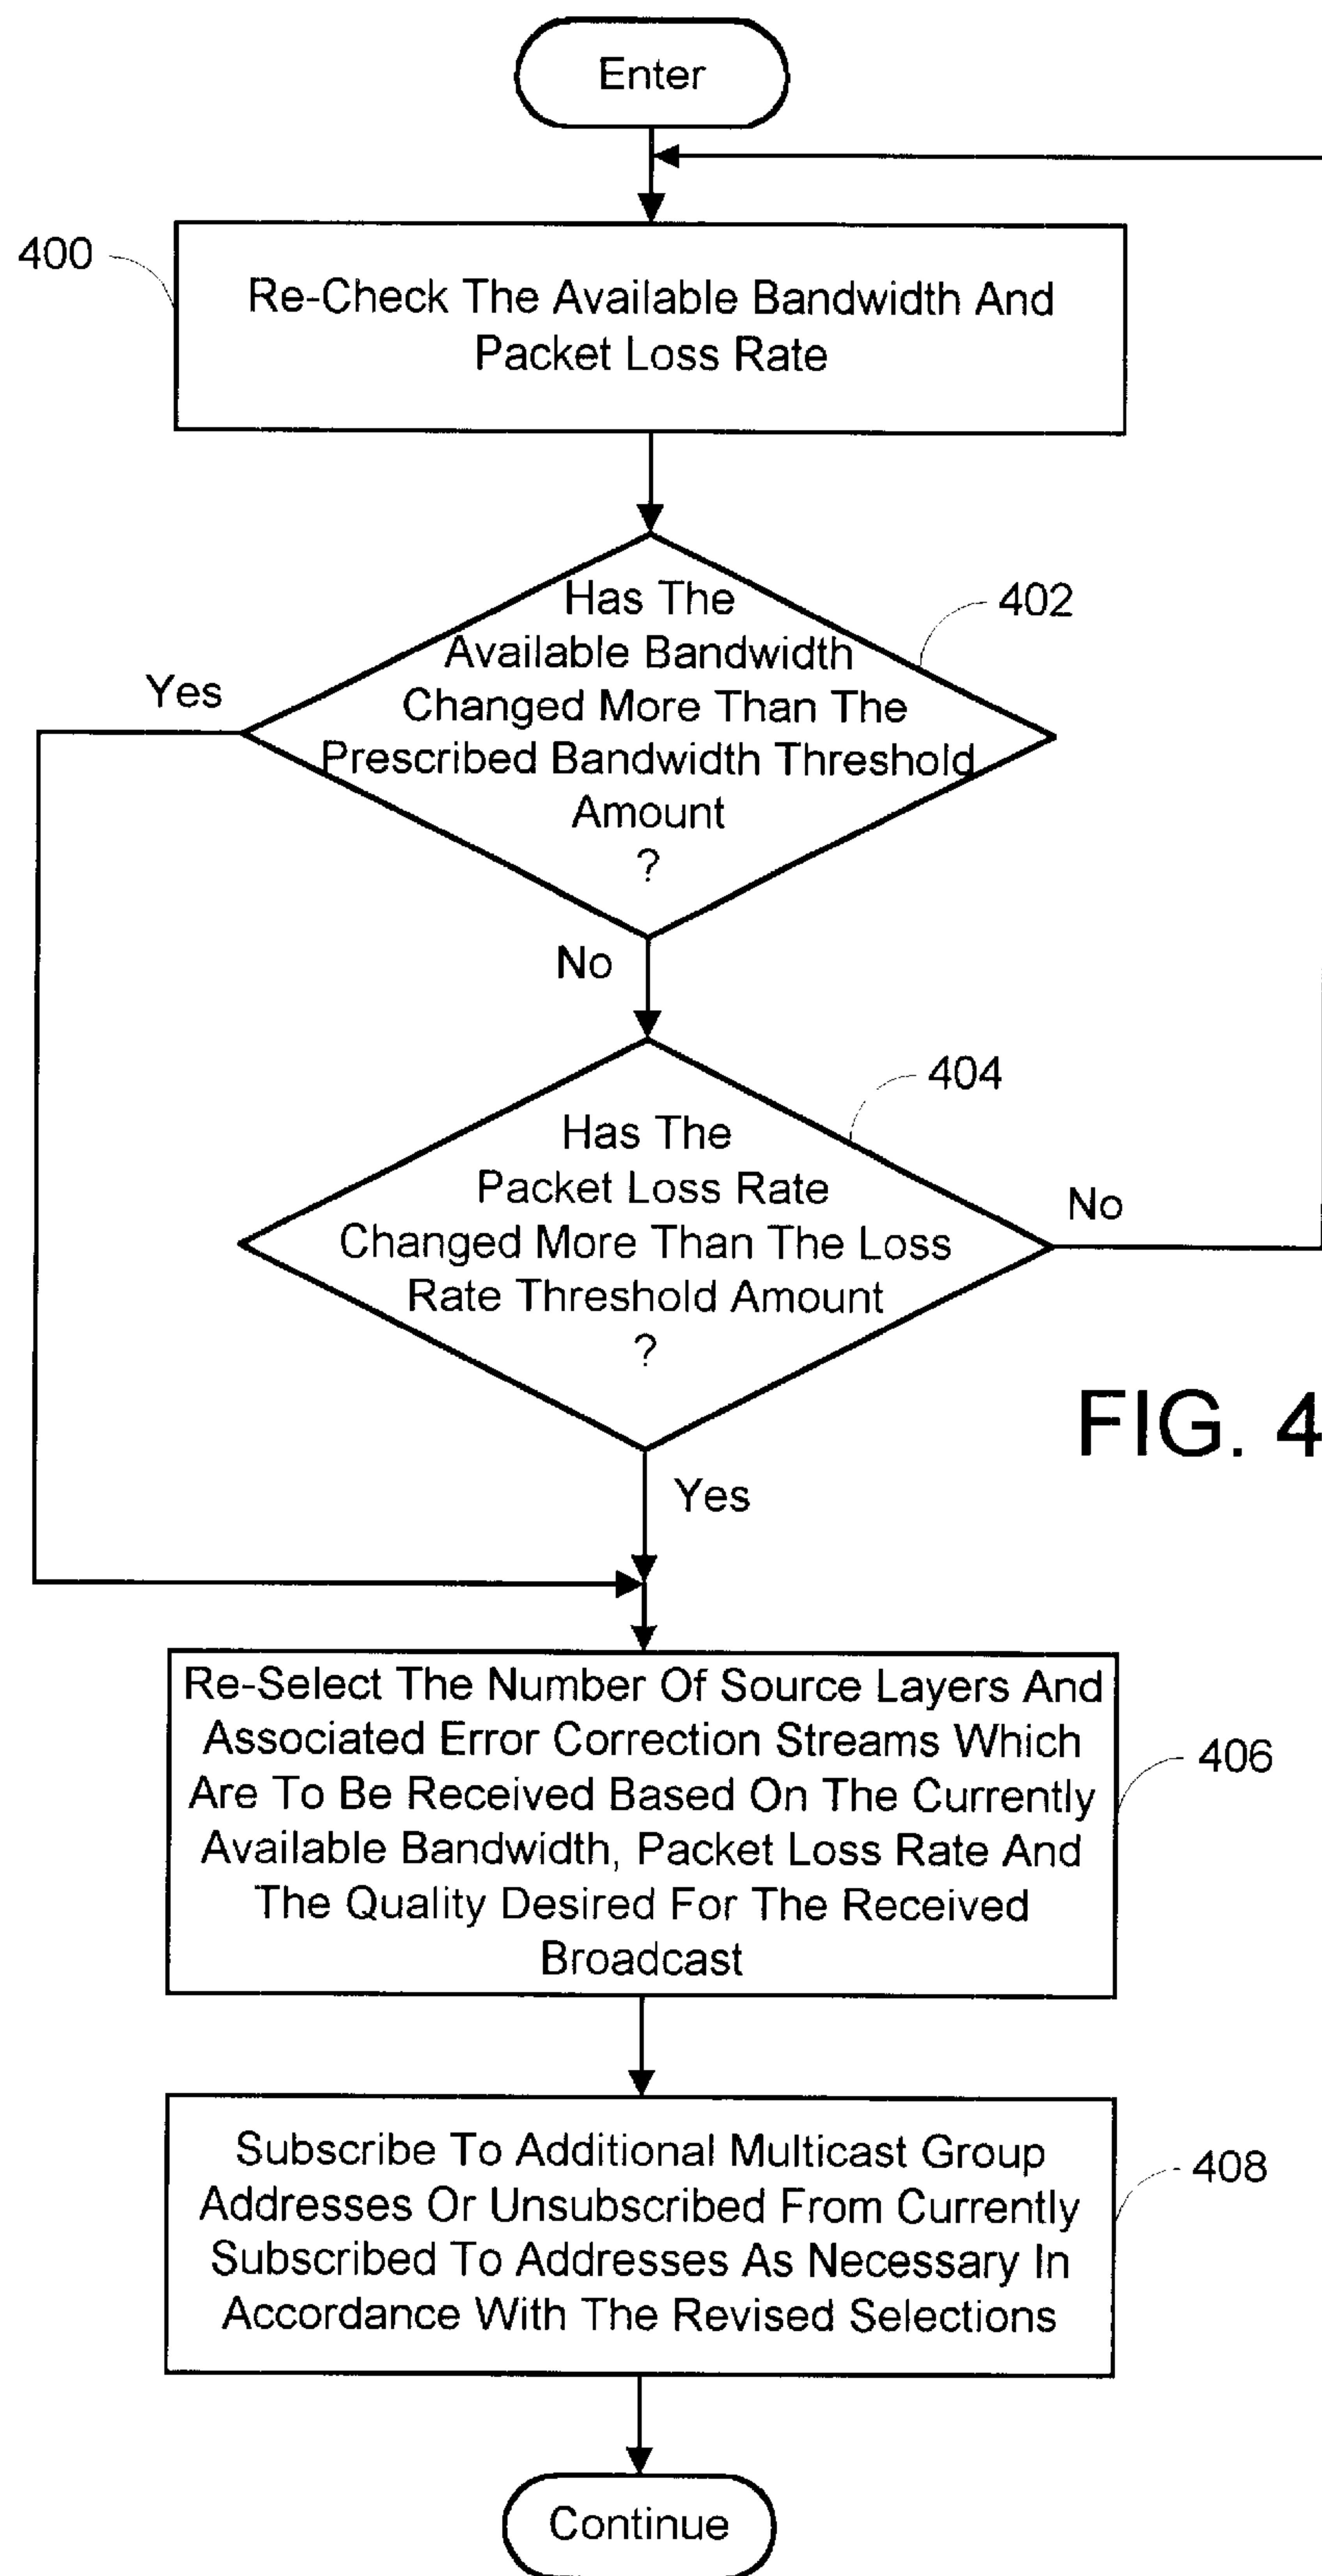 Enter
400
Re-Check The Available Bandwidth And
Packet Loss Rate
402
Has The
Available Bandwidth
Changed More Than The
Prescribed Bandwidth Threshold
Amount
?
Yes
No
404
Has The
Packet Loss Rate
Changed More Than The Loss
Rate Threshold Amount
?
No
FIG. 4
Yes
Re-Select The Number Of Source Layers And
Associated Error Correction Streams Which
Are To Be Received Based On The Currently
Available Bandwidth, Packet Loss Rate And
The Quality Desired For The Received
Broadcast
406
Subscribe To Additional Multicast Group
Addresses Or Unsubscribed From Currently
Subscribed To Addresses As Necessary In
Accordance With The Revised Selections
408
Continue